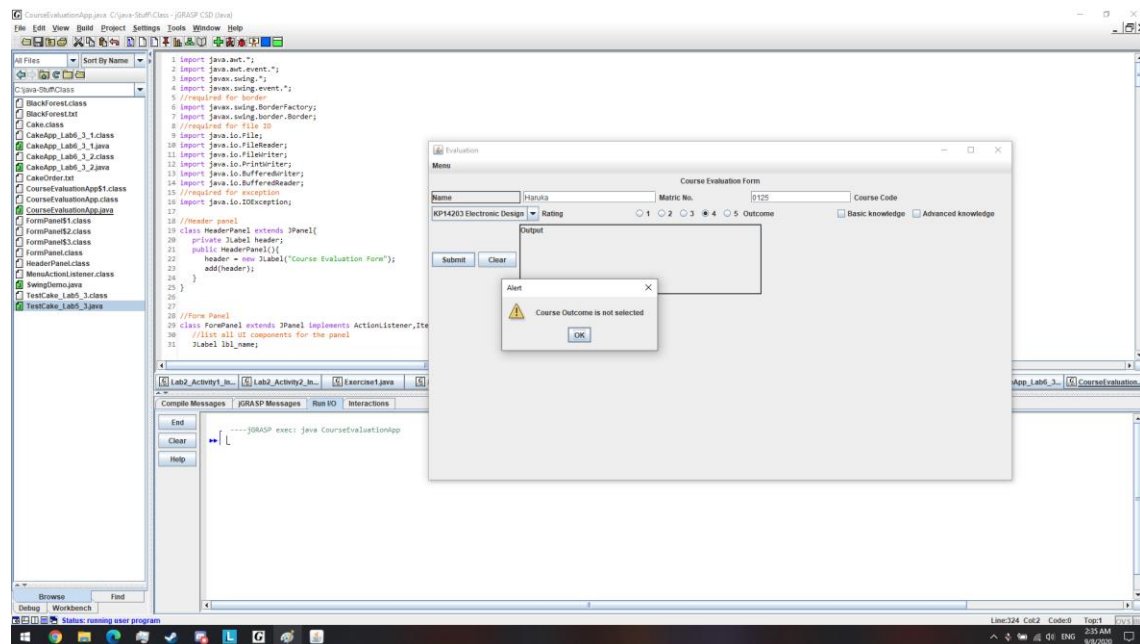 CourseEvaluationApp.java C:\java-Stuff\Class - jGRASP CSD (Java)
File Edit View Build Project Settings Tools Window Help
All Files Sort By Name
C:\java-Stuff\Class
BlackForest.class
BlackForest.txt
Cake.class
CakeApp_Lab6_3_1.class
CakeApp_Lab6_3_1.java
CakeApp_Lab6_3_2.class
CakeApp_Lab6_3_2.java
CakeOrder.txt
CourseEvaluationApp$1.class
CourseEvaluationApp.class
CourseEvaluationApp.java
FormPanel$1.class
FormPanel$2.class
FormPanel$3.class
FormPanel.class
HeaderPanel.class
MenuActionListener.class
SwingDemo.java
TestCake_Lab5_3.class
TestCake_Lab5_3.java
Browse Find
Debug Workbench
1 import java.awt.*;
2 import java.awt.event.*;
3 import javax.swing.*;
4 import javax.swing.event.*;
5 //required for border
6 import javax.swing.BorderFactory;
7 import javax.swing.border.Border;
8 //required for file IO
9 import java.io.File;
10 import java.io.FileReader;
11 import java.io.FileWriter;
12 import java.io.PrintWriter;
13 import java.io.BufferedWriter;
14 import java.io.BufferedReader;
15 //required for exception
16 import java.io.IOException;
17
18 //Header panel
19 class HeaderPanel extends JPanel{
20 private JLabel header;
21 public HeaderPanel(){
22 header = new JLabel("Course Evaluation Form");
23 add(header);
24 }
25 }
26
27
28 //Form Panel
29 class FormPanel extends JPanel implements ActionListener,Ite
30 //list all UI components for the panel
31 JLabel lbl_name;
Lab2_Activity1_In... Lab2_Activity2_In... Exercise1.java App_Lab6_3... CourseEvaluation...
Compile Messages jGRASP Messages Run I/O Interactions
End
Clear
Help
----jGRASP exec: java CourseEvaluationApp
Evaluation
Menu
Course Evaluation Form
Name Haruka Matric No. 0125 Course Code
KP14203 Electronic Design Rating 1 2 3 4 5 Outcome Basic knowledge Advanced knowledge
Output
Submit Clear
Alert
Course Outcome is not selected
OK
Status: running user program
Line:324 Col:2 Code:0 Top:1 OVS
ENG
2:35 AM
9/8/2020